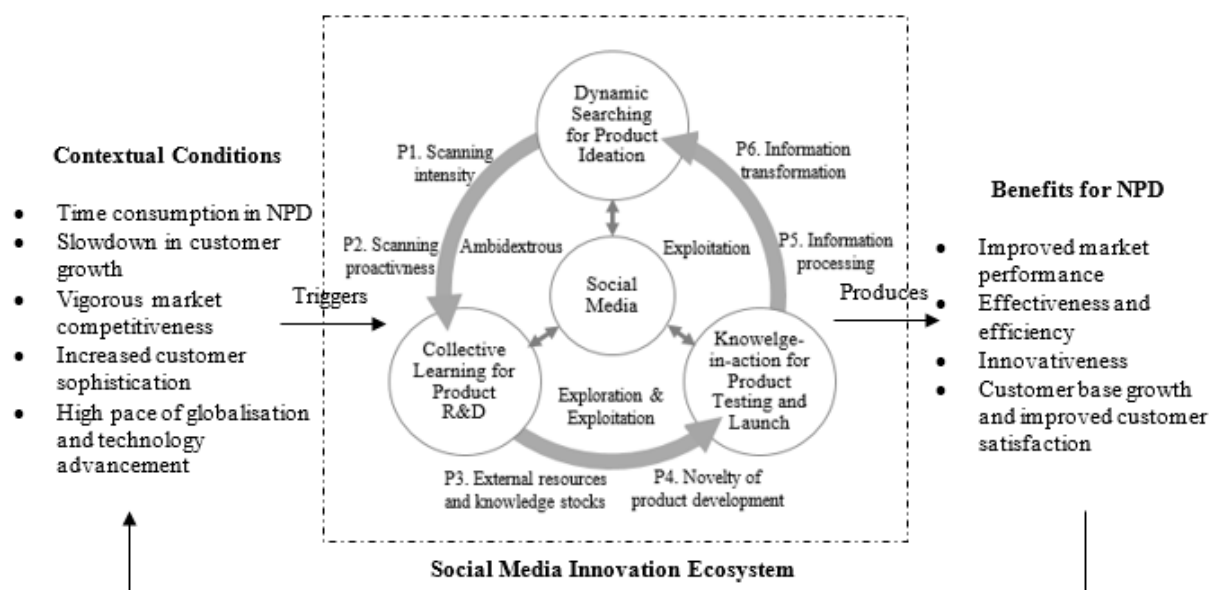 Contextual Conditions
Time consumption in NPD
Slowdown in customer
growth
Vigorous market
competitiveness
Increased customer
sophistication
High pace of globalisation
and technology
advancement
Triggers
Dynamic
Searching
for Product
Ideation
P1. Scanning
intensity
P2. Scanning
proactivness
Ambidextrous
P6. Information
transformation
P5. Information
processing
Exploitation
Social
Media
Collective
Learning for
Product
R&D
Exploration &
Exploitation
Knowelge-
in-action for
Product
Testing and
Launch
P3. External resources
and knowledge stocks
P4. Novelty of
product development
Social Media Innovation Ecosystem
Produces
Benefits for NPD
Improved market
performance
Effectiveness and
efficiency
Innovativeness
Customer base growth
and improved customer
satisfaction